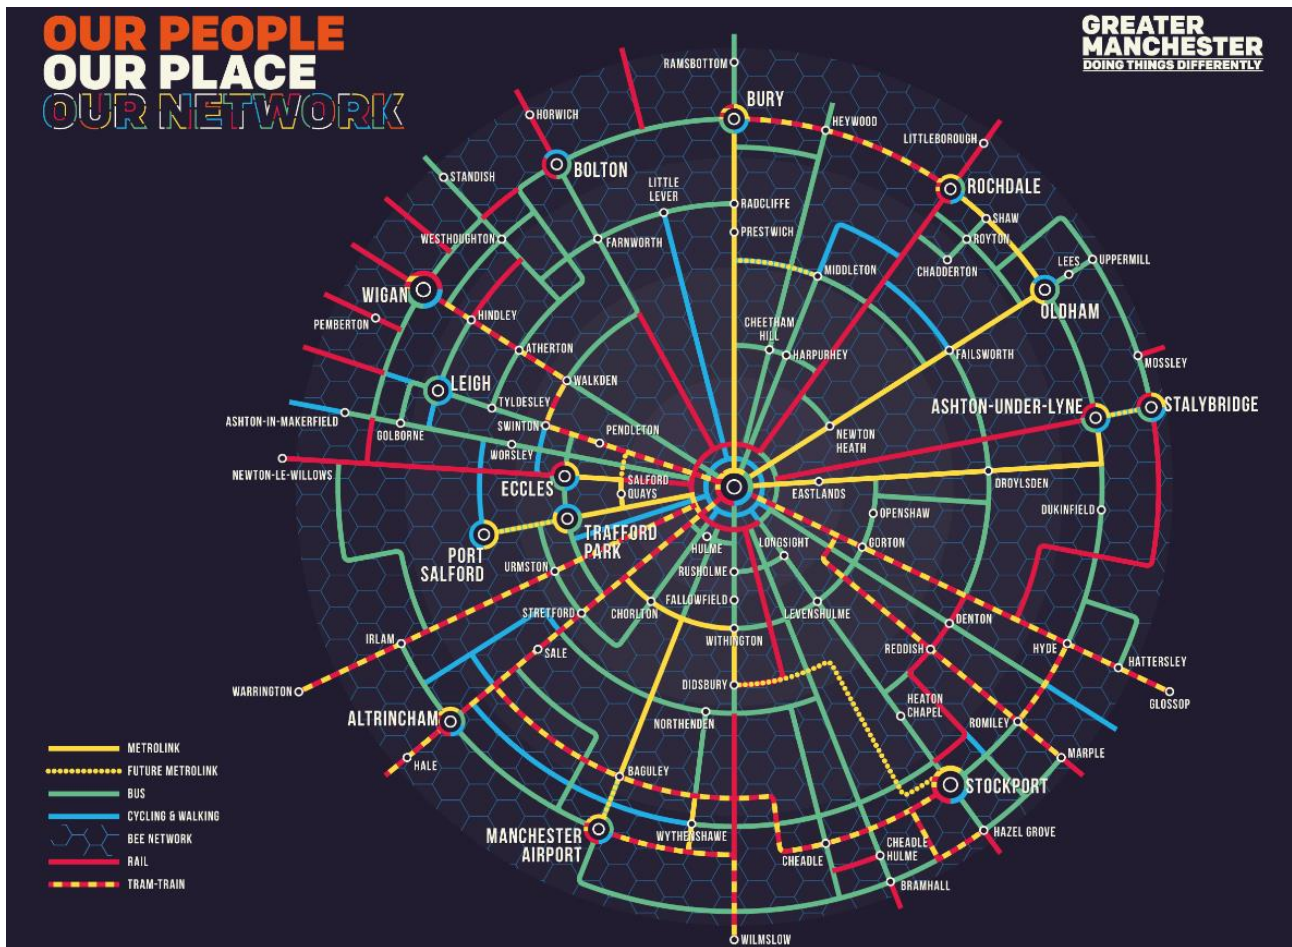 OUR PEOPLE
OUR PLACE
OUR NETWORK
GREATER
MANCHESTER
DOING THINGS DIFFERENTLY
RAMSBOTTOM
BURY
HEYWOOD
HORWICH
LITTLEBOROUGH
BOLTON
ROCHDALE
STANDISH
LITTLE
LEVER
RADCLIFFE
SHAW
WESTHOUGHTON
FARNWORTH
PRESTWICH
ROYTON
CHADDERTON
LEES
UPPERMILL
MIDDLETON
WIGAN
OLDHAM
PEMBERTON
HINDLEY
CHEETHAM
HILL
HARPURHEY
ATHERTON
FAILSWORTH
MOSSLEY
LEIGH
WALKDEN
TYLDESLEY
ASHTON-UNDER-LYNE
STALYBRIDGE
ASHTON-IN-MAKERFIELD
GOLBORNE
SWINTON
PENDLETON
NEWTON
HEATH
WORSLEY
NEWTON-LE-WILLOWS
ECCLES
SALFORD
QUAYS
EASTLANDS
DROYLSDEN
OPENSHAW
DUKINFIELD
TRAFFORD
PARK
PORT
SALFORD
HULME
LONGSIGHT
GORTON
URMSTON
RUSHOLME
STRETFORD
CHORLTON
FALLOWFIELD
LEVENSHULME
WITHINGTON
DENTON
IRLAM
SALE
REDDISH
HYDE
HATTERSLEY
WARRINGTON
DIDSBURY
GLOSSOP
ALTRINCHAM
NORTHENDEN
HEATON
CHAPEL
ROMILEY
HALE
BAGULEY
MARPLE
STOCKPORT
MANCHESTER
AIRPORT
WYTHENSHAWE
CHEADLE
CHEADLE
HULME
HAZEL GROVE
BRAMHALL
WILMSLOW
METROLINK
FUTURE METROLINK
BUS
CYCLING & WALKING
BEE NETWORK
RAIL
TRAM-TRAIN